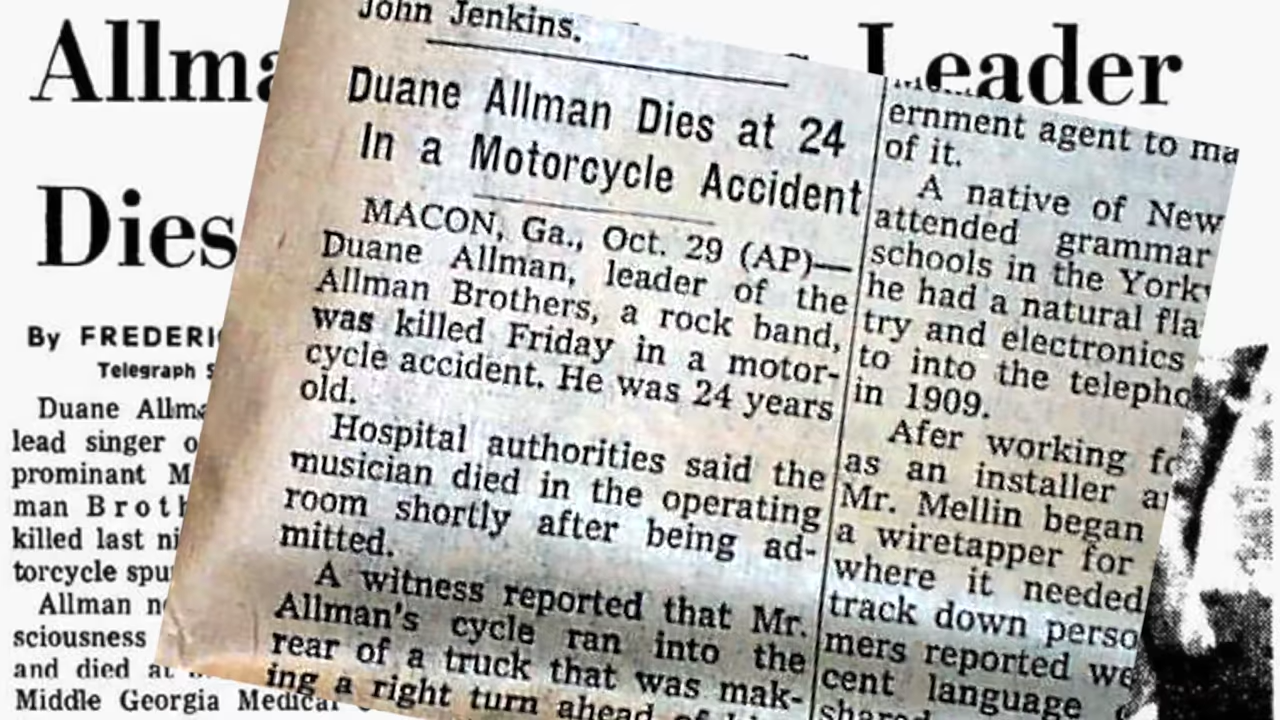 Allma
Leader
Dies
By FREDERI
Telegraph S
Duane Allma
lead singer o
prominent M
man Broth
killed last ni
torcycle spu
Allman n
sciousness
and died at
Middle Georgia Medical
John Jenkins.
Duane Allman Dies at 24
In a Motorcycle Accident
MACON, Ga., Oct. 29 (AP)—
Duane Allman, leader of the
Allman Brothers, a rock band,
was killed Friday in a motor-
cycle accident. He was 24 years
old.
Hospital authorities said the
musician died in the operating
room shortly after being ad-
mitted.
A witness reported that Mr.
Allman's cycle ran into the
rear of a truck that was mak-
ing a right turn ahead of
ernment agent to ma
of it.
A native of New
attended grammar
schools in the Yorkv
he had a natural fla
try and electronics
to into the telepho
in 1909.
Afer working fo
as an installer an
Mr. Mellin began
a wiretapper for
where it needed
track down perso
mers reported we
cent language
shared